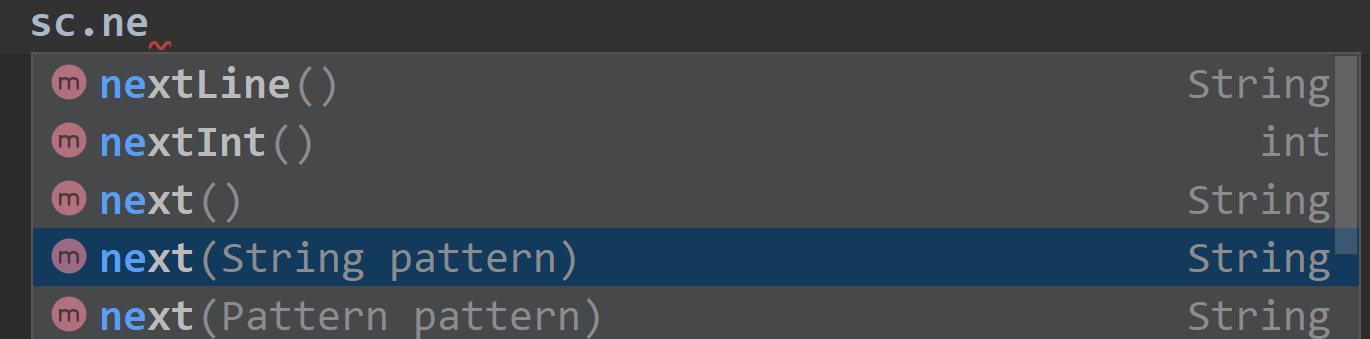 sc.ne
m nextLine() String
m nextInt() int
m next() String
m next(String pattern) String
m next(Pattern pattern) String